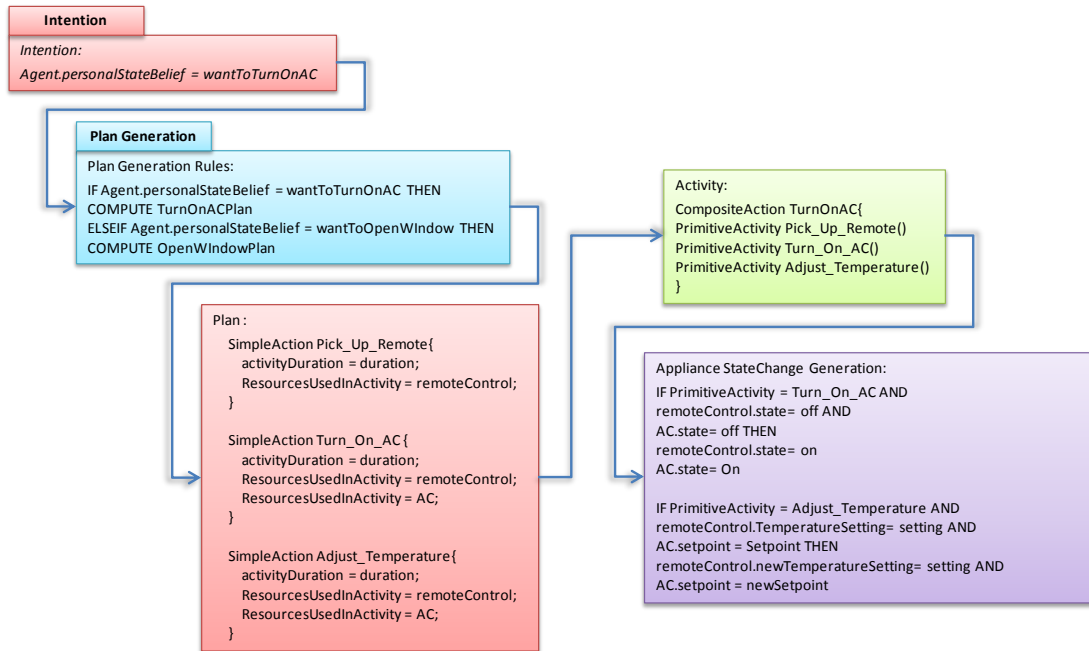 Intention
Intention:
Agent.personalStateBelief = wantToTurnOnAC
Plan Generation
Plan Generation Rules:
IF Agent.personalStateBelief = wantToTurnOnAC THEN
COMPUTE TurnOnACPlan
ELSEIF Agent.personalStateBelief = wantToOpenWIndow THEN
COMPUTE OpenWIndowPlan
Plan :
SimpleAction Pick_Up_Remote{
activityDuration = duration;
ResourcesUsedInActivity = remoteControl;
}
SimpleAction Turn_On_AC {
activityDuration = duration;
ResourcesUsedInActivity = remoteControl;
ResourcesUsedInActivity = AC;
}
SimpleAction Adjust_Temperature{
activityDuration = duration;
ResourcesUsedInActivity = remoteControl;
ResourcesUsedInActivity = AC;
}
Activity:
CompositeAction TurnOnAC{
PrimitiveActivity Pick_Up_Remote()
PrimitiveActivity Turn_On_AC()
PrimitiveActivity Adjust_Temperature()
}
Appliance StateChange Generation:
IF PrimitiveActivity = Turn_On_AC AND
remoteControl.state= off AND
AC.state= off THEN
remoteControl.state= on
AC.state= On
IF PrimitiveActivity = Adjust_Temperature AND
remoteControl.TemperatureSetting= setting AND
AC.setpoint = Setpoint THEN
remoteControl.newTemperatureSetting= setting AND
AC.setpoint = newSetpoint